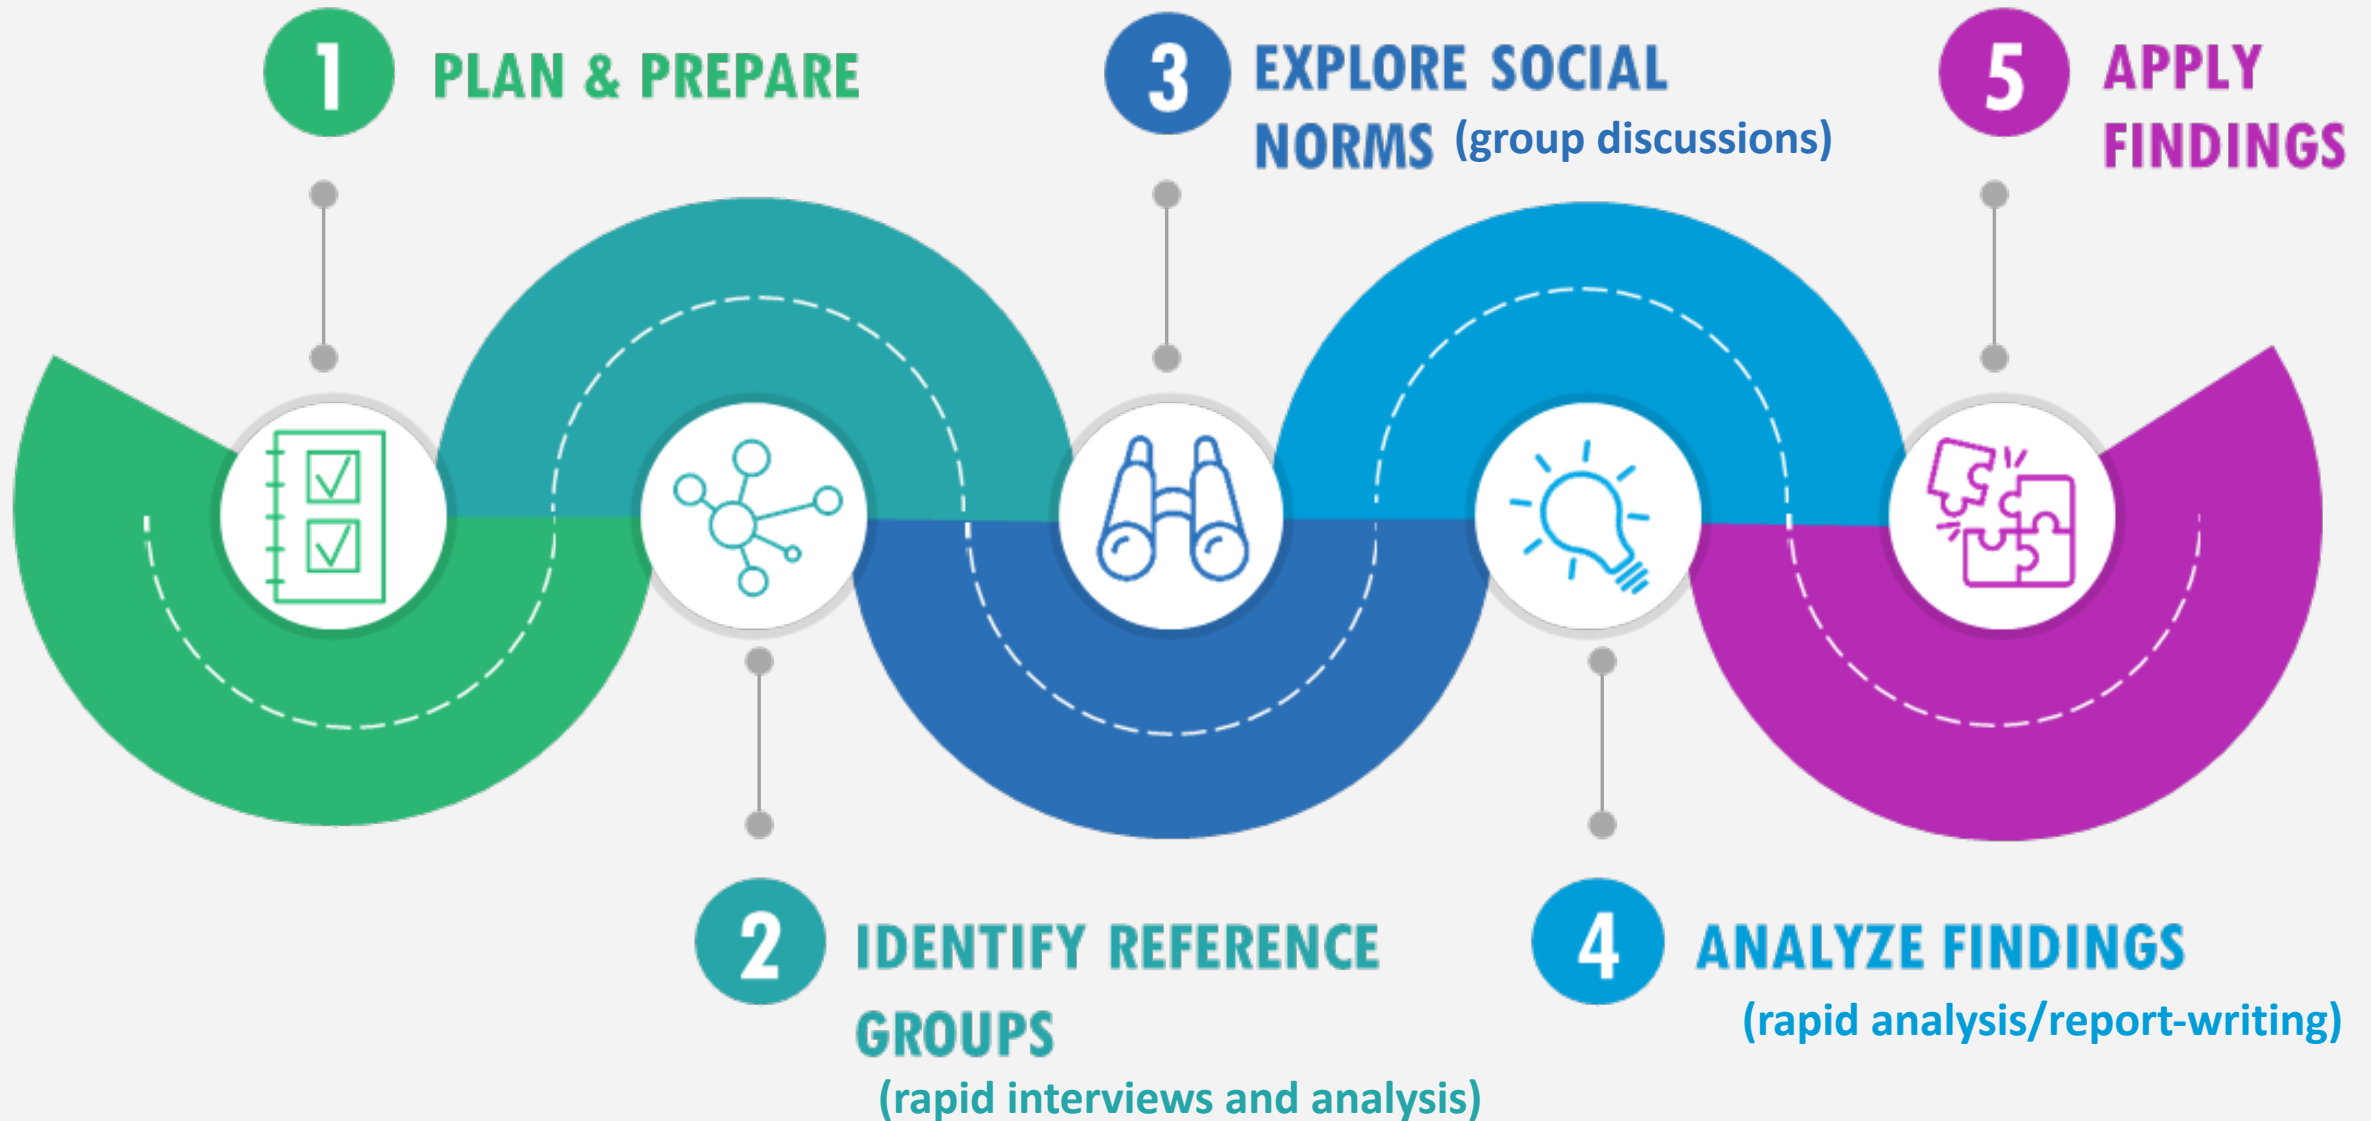 1
PLAN & PREPARE
3
EXPLORE SOCIAL
NORMS (group discussions)
5
APPLY
FINDINGS
2
IDENTIFY REFERENCE
GROUPS
(rapid interviews and analysis)
4
ANALYZE FINDINGS
(rapid analysis/report-writing)